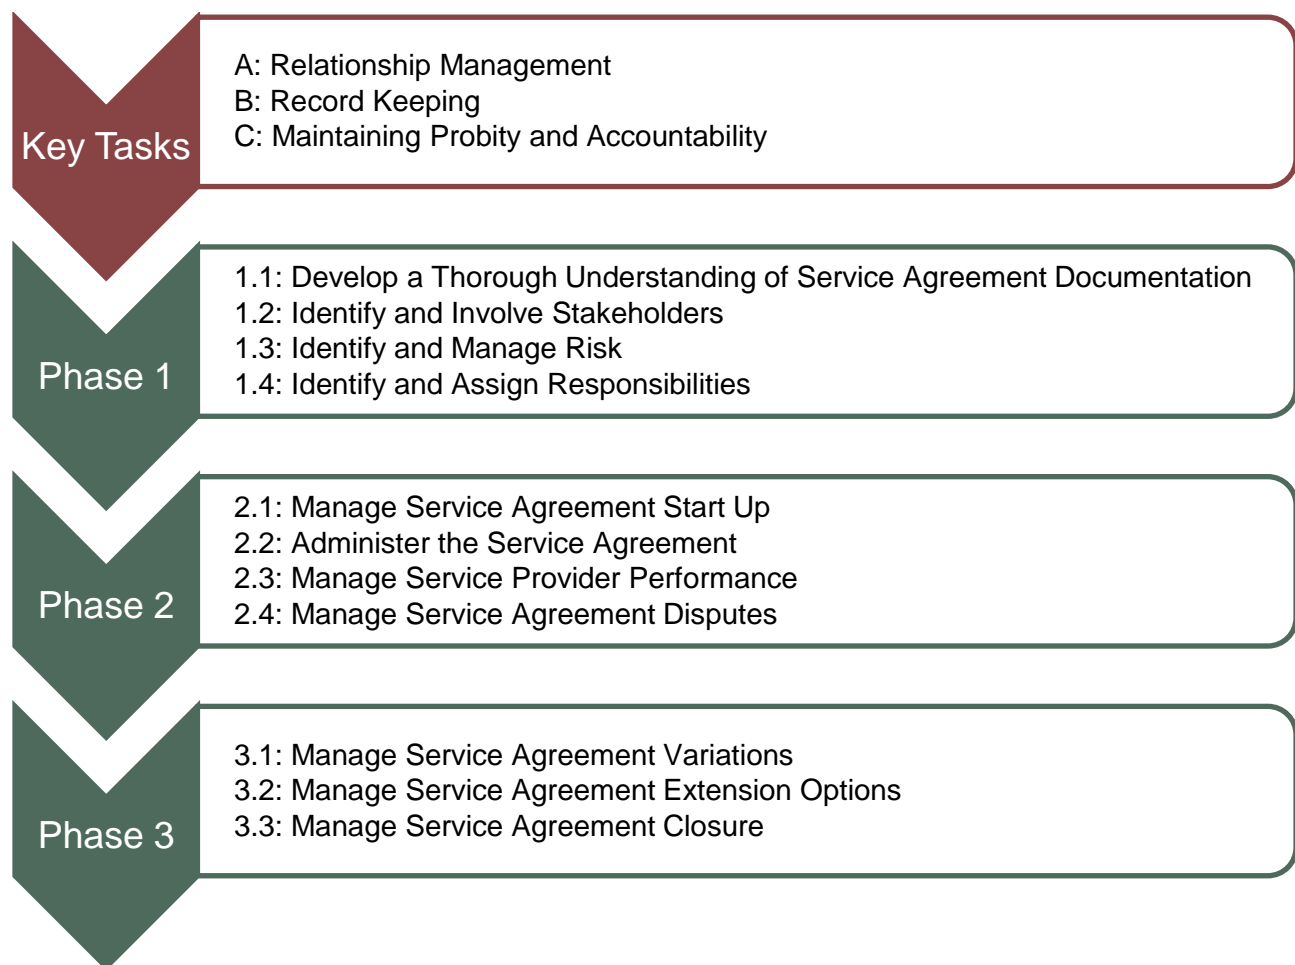 Key Tasks
A: Relationship Management
B: Record Keeping
C: Maintaining Probity and Accountability
Phase 1
1.1: Develop a Thorough Understanding of Service Agreement Documentation
1.2: Identify and Involve Stakeholders
1.3: Identify and Manage Risk
1.4: Identify and Assign Responsibilities
Phase 2
2.1: Manage Service Agreement Start Up
2.2: Administer the Service Agreement
2.3: Manage Service Provider Performance
2.4: Manage Service Agreement Disputes
Phase 3
3.1: Manage Service Agreement Variations
3.2: Manage Service Agreement Extension Options
3.3: Manage Service Agreement Closure